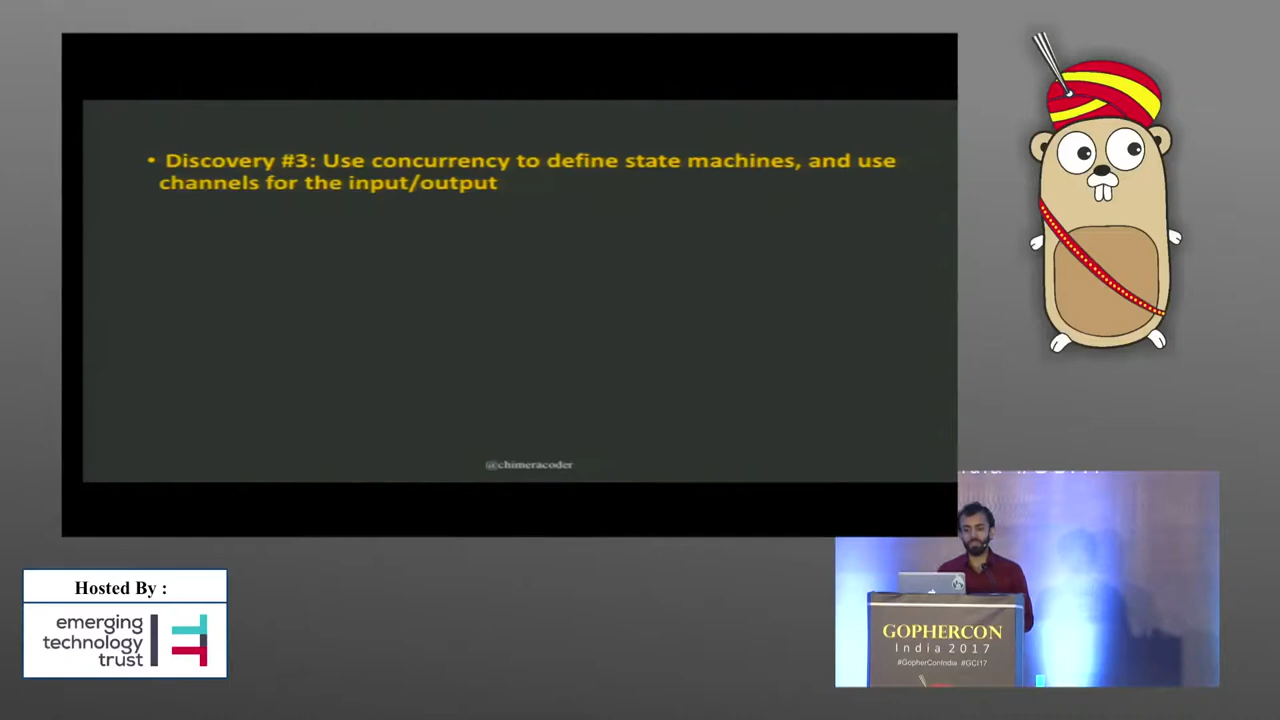 • Discovery #3: Use concurrency to define state machines, and use
channels for the input/output
@chimeracoder
Hosted By :
emerging
technology
trust
GOPHERCON
India 2017
#GopherConIndia #GCI17